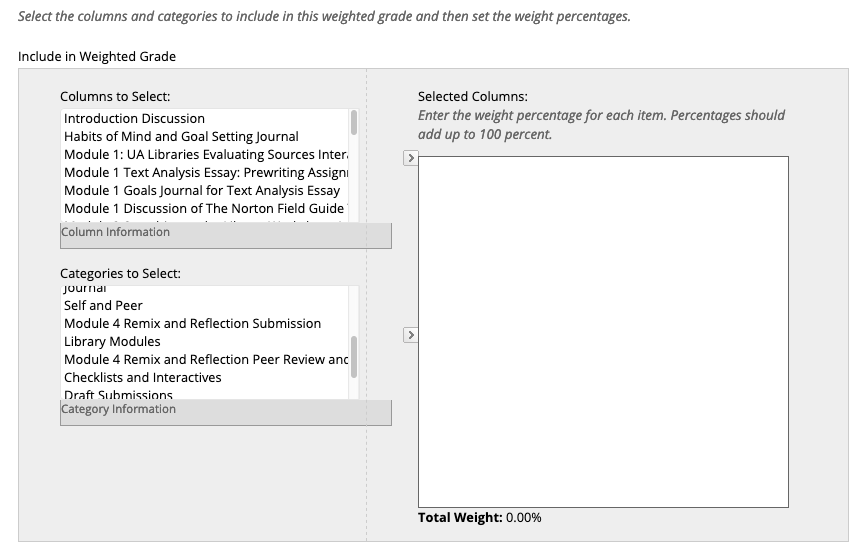 Select the columns and categories to include in this weighted grade and then set the weight percentages.
Include in Weighted Grade
Columns to Select:
Introduction Discussion
Habits of Mind and Goal Setting Journal
Module 1: UA Libraries Evaluating Sources Inter
Module 1 Text Analysis Essay: Prewriting Assign
Module 1 Goals Journal for Text Analysis Essay
Module 1 Discussion of The Norton Field Guide
Column Information
Categories to Select:
Journal
Self and Peer
Module 4 Remix and Reflection Submission
Library Modules
Module 4 Remix and Reflection Peer Review and
Checklists and Interactives
Draft Submissions
Category Information
Selected Columns:
Enter the weight percentage for each item. Percentages should
add up to 100 percent.
Total Weight: 0.00%